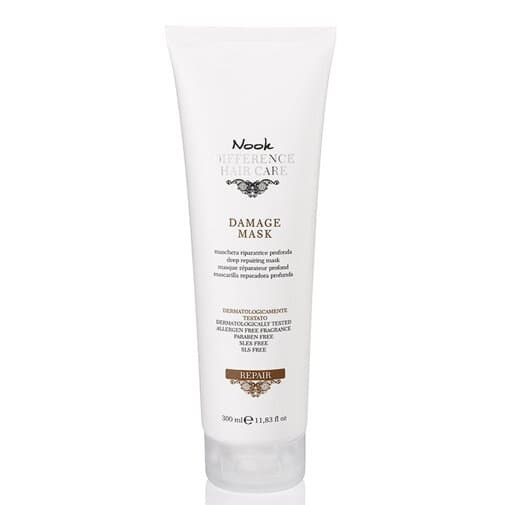 Nook
DIFFERENCE
HAIR CARE
DAMAGE
MASK
maschera riparatrice profonda
deep repairing mask
masque réparateur profond
mascarilla reparadora profunda
DERMATOLOGICAMENTE
TESTATO
DERMATOLOGICALLY TESTED
ALLERGEN FREE FRAGRANCE
PARABEN FREE
SLES FREE
SLS FREE
REPAIR
300 ml ℮ 11,83 fl oz